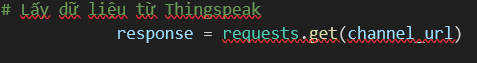 # Lấy dữ liệu từ Thingspeak
response = requests.get(channel_url)